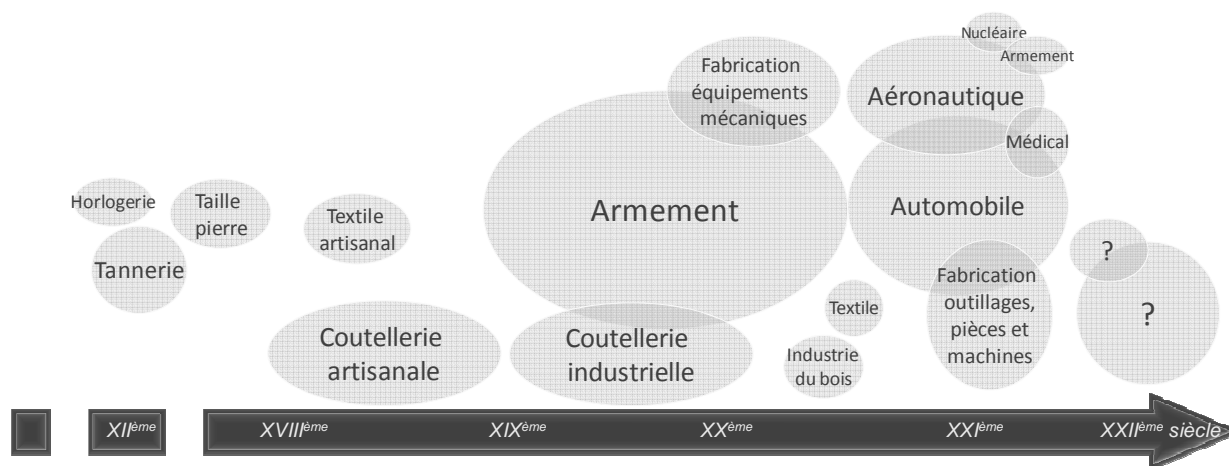 Nucléaire
Armement
Fabrication
équipements
mécaniques
Aéronautique
Médical
Horlogerie
Taille
pierre
Textile
artisanal
Armement
Automobile
Tannerie
?
Fabrication
outillages,
pièces et
machines
?
Textile
Coutellerie
artisanale
Coutellerie
industrielle
Industrie
du bois
XIIème XVIIIème XIXème XXème XXIème XXIIème siècle